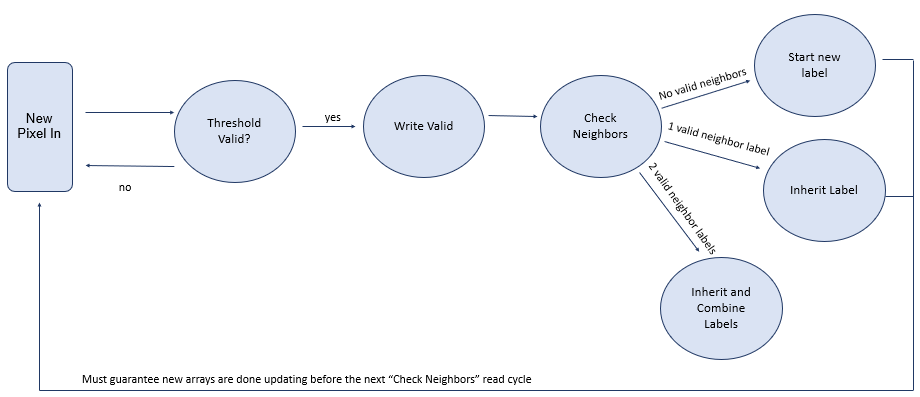 New
Pixel In
Threshold
Valid?
yes
no
Write Valid
Check
Neighbors
No valid neighbors
1 valid neighbor label
2 valid neighbor labels
Start new
label
Inherit Label
Inherit and
Combine
Labels
Must guarantee new arrays are done updating before the next “Check Neighbors” read cycle